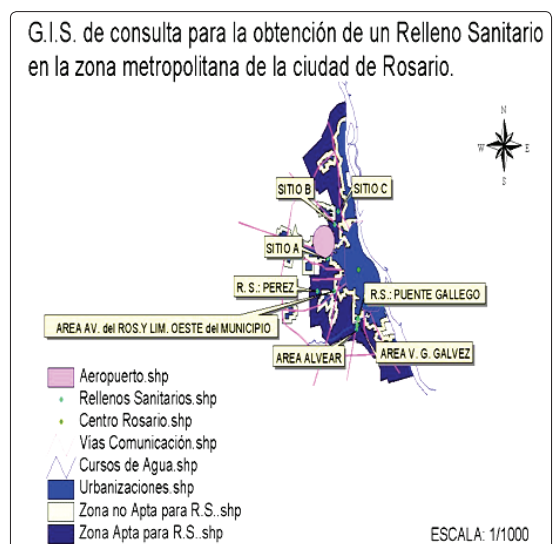 G.I.S. de consulta para la obtención de un Relleno Sanitario
en la zona metropolitana de la ciudad de Rosario.
N
W E
S
SITIO B
SITIO C
SITIO A
R. S.: PEREZ
R.S.: PUENTE GALLEGO
AREA AV. del ROS.Y LIM. OESTE del MUNICIPIO
AREA ALVEAR
AREA V. G. GALVEZ
Aeropuerto.shp
Rellenos Sanitarios.shp
Centro Rosario.shp
Vías Comunicación.shp
Cursos de Agua.shp
Urbanizaciones.shp
Zona no Apta para R.S..shp
Zona Apta para R.S..shp
ESCALA: 1/1000